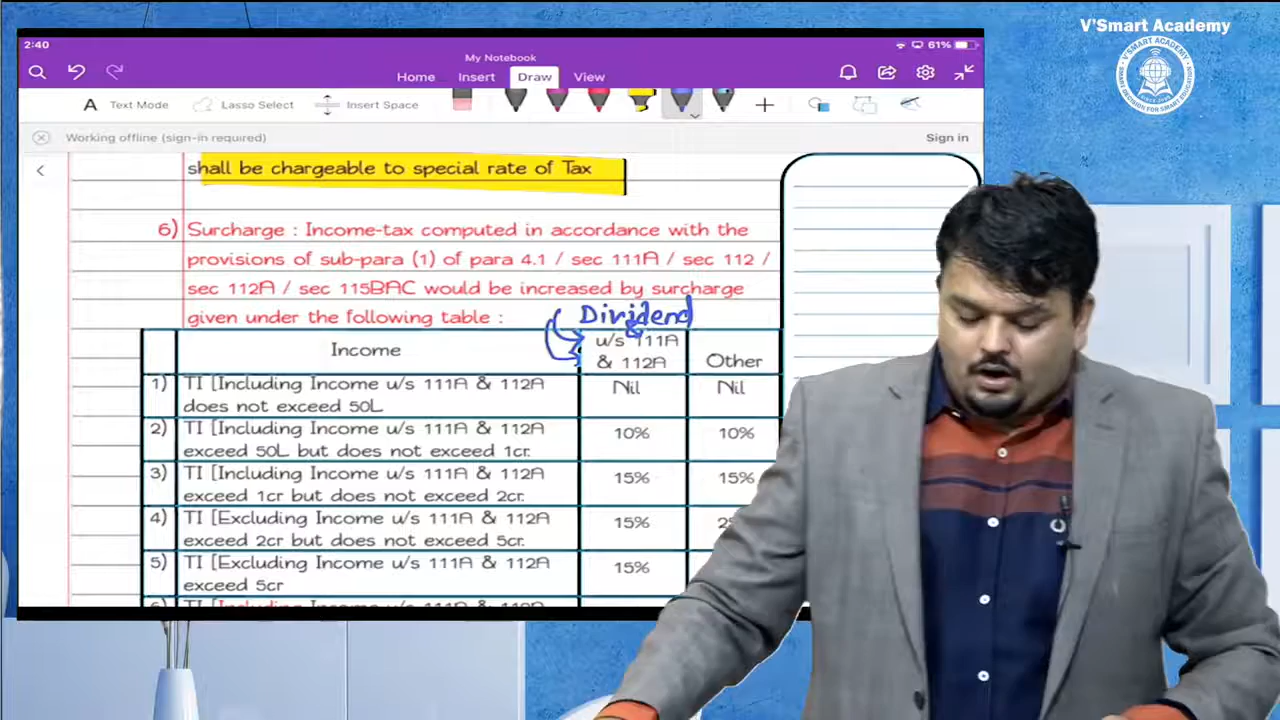 V'Smart Academy
2:40
61%
My Notebook
Home Insert Draw View
A Text Mode Lasso Select Insert Space
Working offline (sign-in required) Sign in
shall be chargeable to special rate of Tax
6) Surcharge : Income-tax computed in accordance with the
provisions of sub-para (1) of para 4.1 / sec 111A / sec 112 /
sec 112A / sec 115BAC would be increased by surcharge
given under the following table :
Dividend
&
Income u/s 111A & 112A Other
1) TI [Including Income u/s 111A & 112A does not exceed 50L Nil Nil
2) TI [Including Income u/s 111A & 112A exceed 50L but does not exceed 1cr. 10% 10%
3) TI [Including Income u/s 111A & 112A exceed 1cr but does not exceed 2cr. 15% 15%
4) TI [Excluding Income u/s 111A & 112A exceed 2cr but does not exceed 5cr. 15%
5) TI [Excluding Income u/s 111A & 112A exceed 5cr 15%